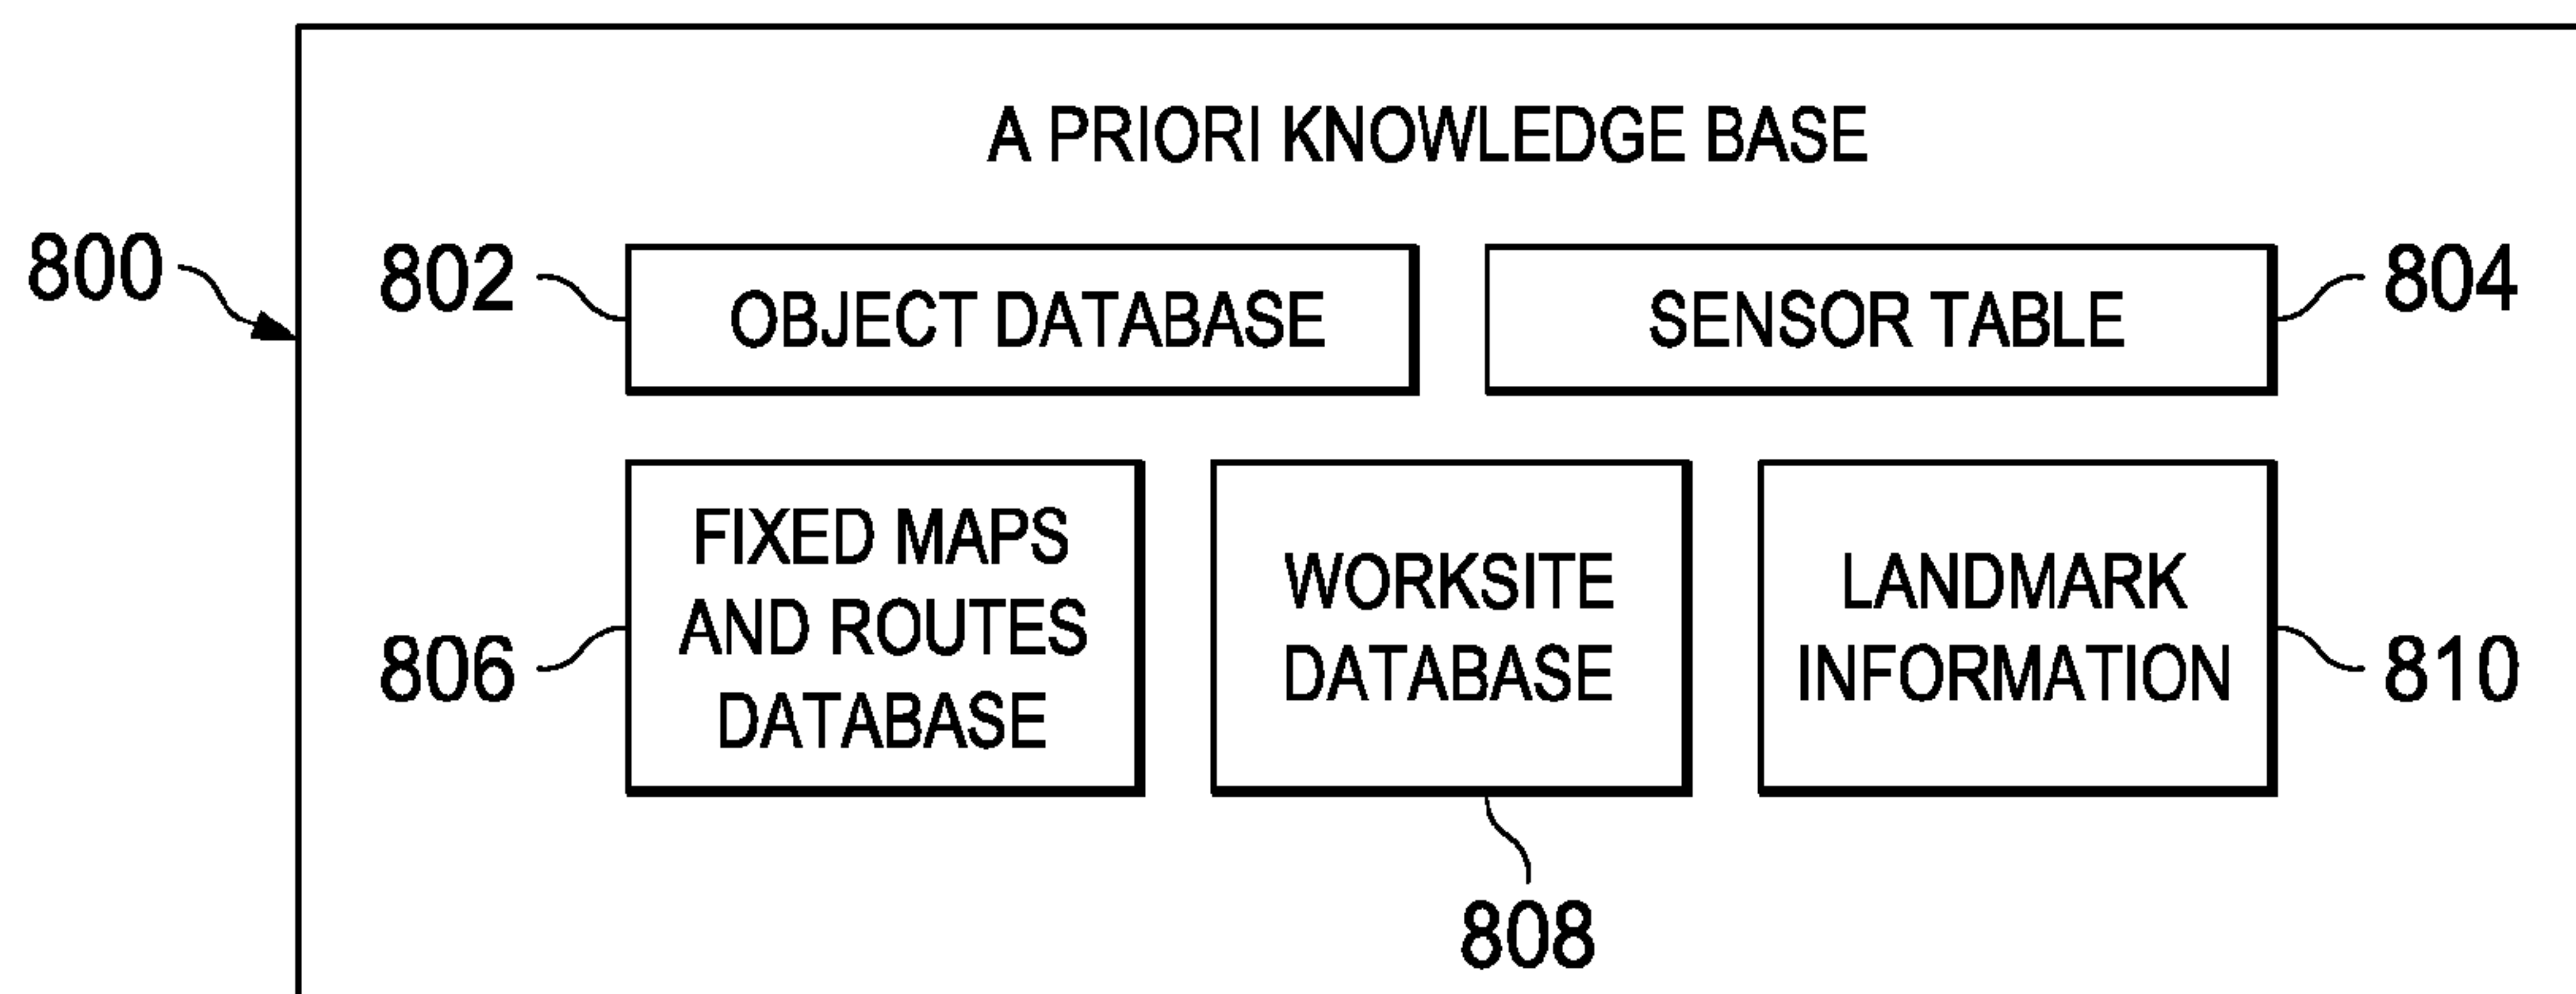 A PRIORI KNOWLEDGE BASE
800
802
OBJECT DATABASE
SENSOR TABLE
804
806
FIXED MAPS
AND ROUTES
DATABASE
WORKSITE
DATABASE
LANDMARK
INFORMATION
810
808